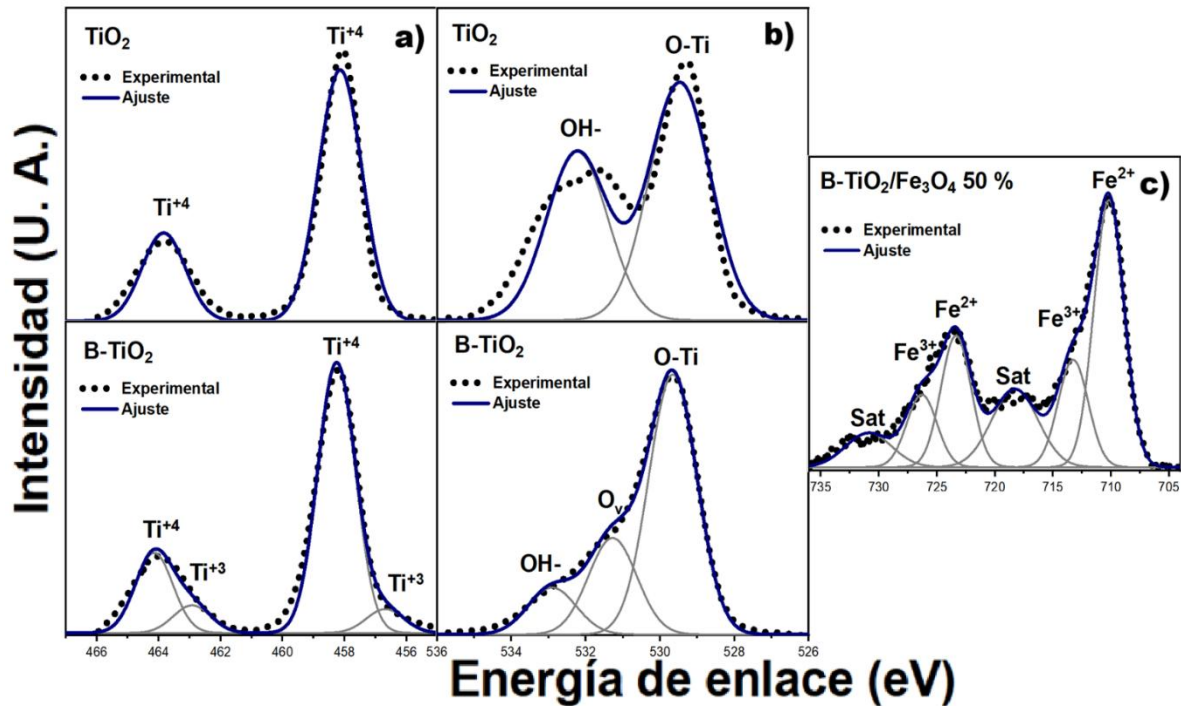 Intensidad (U. A.)
TiO₂
Ti⁺⁴
a)
Experimental
Ajuste
Ti⁺⁴
TiO₂
O-Ti
b)
Experimental
Ajuste
OH-
B-TiO₂
Ti⁺⁴
Experimental
Ajuste
Ti⁺⁴
Ti⁺³
Ti⁺³
466 464 462 460 458 456
B-TiO₂
O-Ti
Experimental
Ajuste
Oᵥ
OH-
536 534 532 530 528 526
B-TiO₂/Fe₃O₄ 50 %
Fe²⁺
c)
Experimental
Ajuste
Fe²⁺
Fe³⁺
Fe³⁺
Sat
Sat
735 730 725 720 715 710 705
Energía de enlace (eV)